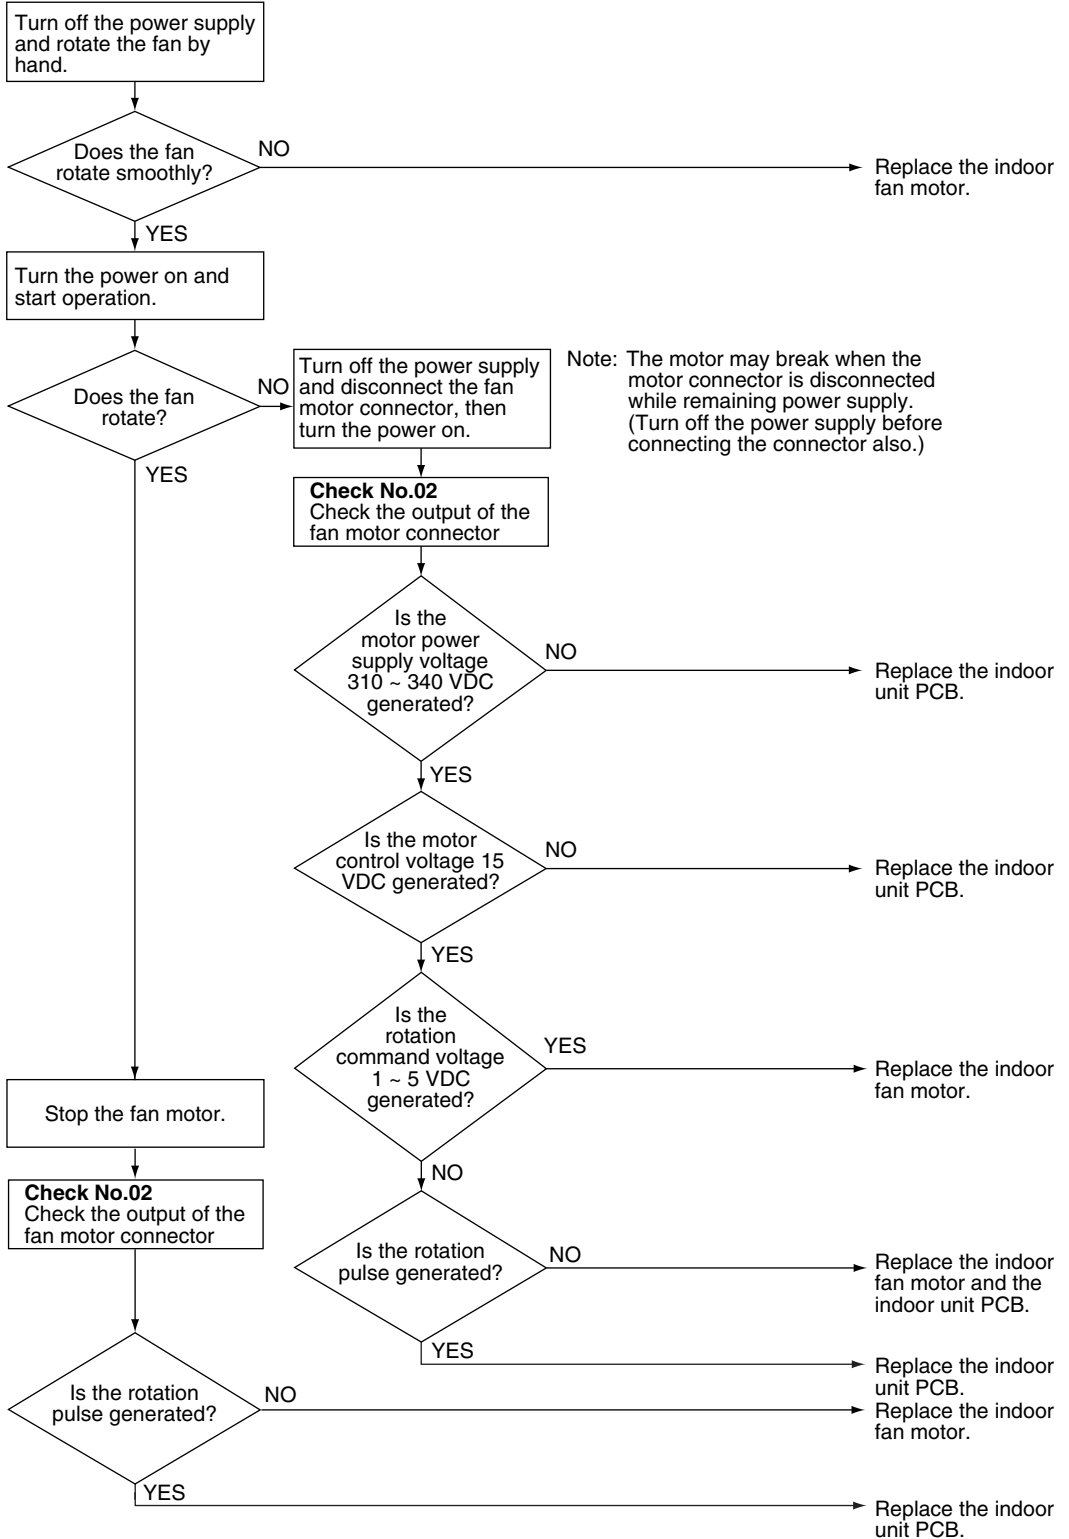 Turn off the power supply
and rotate the fan by
hand.
Does the fan
rotate smoothly?
NO
Replace the indoor
fan motor.
YES
Turn the power on and
start operation.
Does the fan
rotate?
NO
Turn off the power supply
and disconnect the fan
motor connector, then
turn the power on.
Note: The motor may break when the
motor connector is disconnected
while remaining power supply.
(Turn off the power supply before
connecting the connector also.)
YES
Check No.02
Check the output of the
fan motor connector
Is the
motor power
supply voltage
310 ~ 340 VDC
generated?
NO
Replace the indoor
unit PCB.
YES
Is the motor
control voltage 15
VDC generated?
NO
Replace the indoor
unit PCB.
YES
Is the
rotation
command voltage
1 ~ 5 VDC
generated?
YES
Replace the indoor
fan motor.
NO
Stop the fan motor.
Check No.02
Check the output of the
fan motor connector
Is the rotation
pulse generated?
NO
Replace the indoor
fan motor and the
indoor unit PCB.
YES
Replace the indoor
unit PCB.
Is the rotation
pulse generated?
NO
Replace the indoor
fan motor.
YES
Replace the indoor
unit PCB.